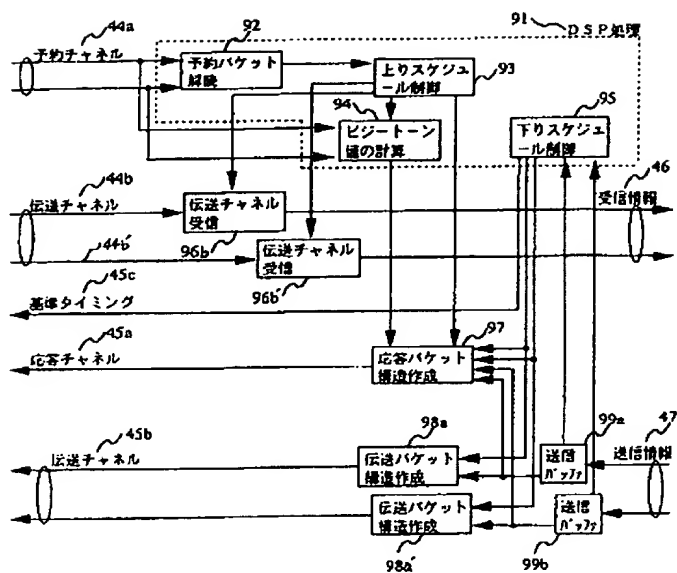 44a
92
91
DSP処理
予約チャネル
予約パケット
解読
上りスケジュ
ール制御
93
94
ビジートーン
値の計算
95
下りスケジュ
ール制御
44b
46
伝送チャネル
伝送チャネル
受信
受信情報
96b
44b'
伝送チャネル
受信
45c
96b'
基準タイミング
45a
97
応答チャネル
応答パケット
構造作成
45b
98a
99a
47
伝送チャネル
伝送パケット
構造作成
送信
バッファ
送信情報
伝送パケット
構造作成
送信
バッファ
98a'
99b